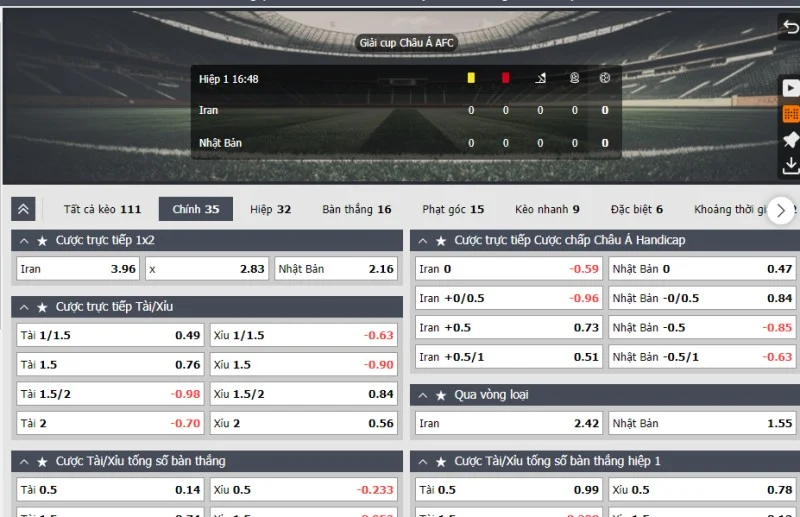 Giải cup Châu Á AFC
Hiệp 1 16:48
Iran 0 0 0 0 0
Nhật Bản 0 0 0 0 0
Tất cả kèo 111 Chính 35 Hiệp 32 Bàn thắng 16 Phạt góc 15 Kèo nhanh 9 Đặc biệt 6 Khoảng thời gi
Cược trực tiếp 1x2
Iran 3.96 x 2.83 Nhật Bản 2.16
Cược trực tiếp Tài/Xíu
Tài 1/1.5 0.49 Xíu 1/1.5 -0.63
Tài 1.5 0.76 Xíu 1.5 -0.90
Tài 1.5/2 -0.98 Xíu 1.5/2 0.84
Tài 2 -0.70 Xíu 2 0.56
Cược Tài/Xíu tổng số bàn thắng
Tài 0.5 0.14 Xíu 0.5 -0.233
Cược trực tiếp Cược chấp Châu Á Handicap
Iran 0 -0.59 Nhật Bản 0 0.47
Iran +0/0.5 -0.96 Nhật Bản -0/0.5 0.84
Iran +0.5 0.73 Nhật Bản -0.5 -0.85
Iran +0.5/1 0.51 Nhật Bản -0.5/1 -0.63
Qua vòng loại
Iran 2.42 Nhật Bản 1.55
Cược Tài/Xíu tổng số bàn thắng hiệp 1
Tài 0.5 0.99 Xíu 0.5 0.78